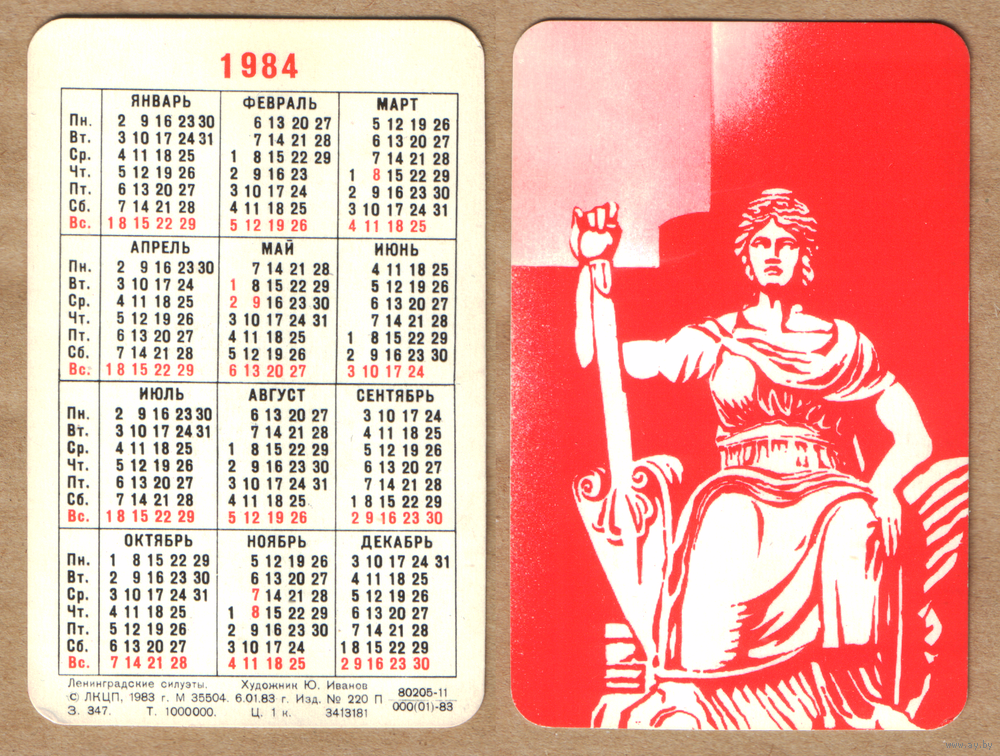 1984
ЯНВАРЬ ФЕВРАЛЬ МАРТ
Пн. 2 9 16 23 30 6 13 20 27 5 12 19 26
Вт. 3 10 17 24 31 7 14 21 28 6 13 20 27
Ср. 4 11 18 25 1 8 15 22 29 7 14 21 28
Чт. 5 12 19 26 2 9 16 23 1 8 15 22 29
Пт. 6 13 20 27 3 10 17 24 2 9 16 23 30
Сб. 7 14 21 28 4 11 18 25 3 10 17 24 31
Вс. 1 8 15 22 29 5 12 19 26 4 11 18 25
АПРЕЛЬ МАЙ ИЮНЬ
Пн. 2 9 16 23 30 7 14 21 28 4 11 18 25
Вт. 3 10 17 24 1 8 15 22 29 5 12 19 26
Ср. 4 11 18 25 2 9 16 23 30 6 13 20 27
Чт. 5 12 19 26 3 10 17 24 31 7 14 21 28
Пт. 6 13 20 27 4 11 18 25 1 8 15 22 29
Сб. 7 14 21 28 5 12 19 26 2 9 16 23 30
Вс. 1 8 15 22 29 6 13 20 27 3 10 17 24
ИЮЛЬ АВГУСТ СЕНТЯБРЬ
Пн. 2 9 16 23 30 6 13 20 27 3 10 17 24
Вт. 3 10 17 24 31 7 14 21 28 4 11 18 25
Ср. 4 11 18 25 1 8 15 22 29 5 12 19 26
Чт. 5 12 19 26 2 9 16 23 30 6 13 20 27
Пт. 6 13 20 27 3 10 17 24 31 7 14 21 28
Сб. 7 14 21 28 4 11 18 25 1 8 15 22 29
Вс. 1 8 15 22 29 5 12 19 26 2 9 16 23 30
ОКТЯБРЬ НОЯБРЬ ДЕКАБРЬ
Пн. 1 8 15 22 29 5 12 19 26 3 10 17 24 31
Вт. 2 9 16 23 30 6 13 20 27 4 11 18 25
Ср. 3 10 17 24 31 7 14 21 28 5 12 19 26
Чт. 4 11 18 25 1 8 15 22 29 6 13 20 27
Пт. 5 12 19 26 2 9 16 23 30 7 14 21 28
Сб. 6 13 20 27 3 10 17 24 1 8 15 22 29
Вс. 7 14 21 28 4 11 18 25 2 9 16 23 30
Ленинградские силуэты. Художник Ю. Иванов 80205-11
© ЛКЦП, 1983 г. М 35504. 6.01.83 г. Изд. № 220 П 000(01)-83
З. 347. Т. 1000000. Ц. 1 к. 3413181